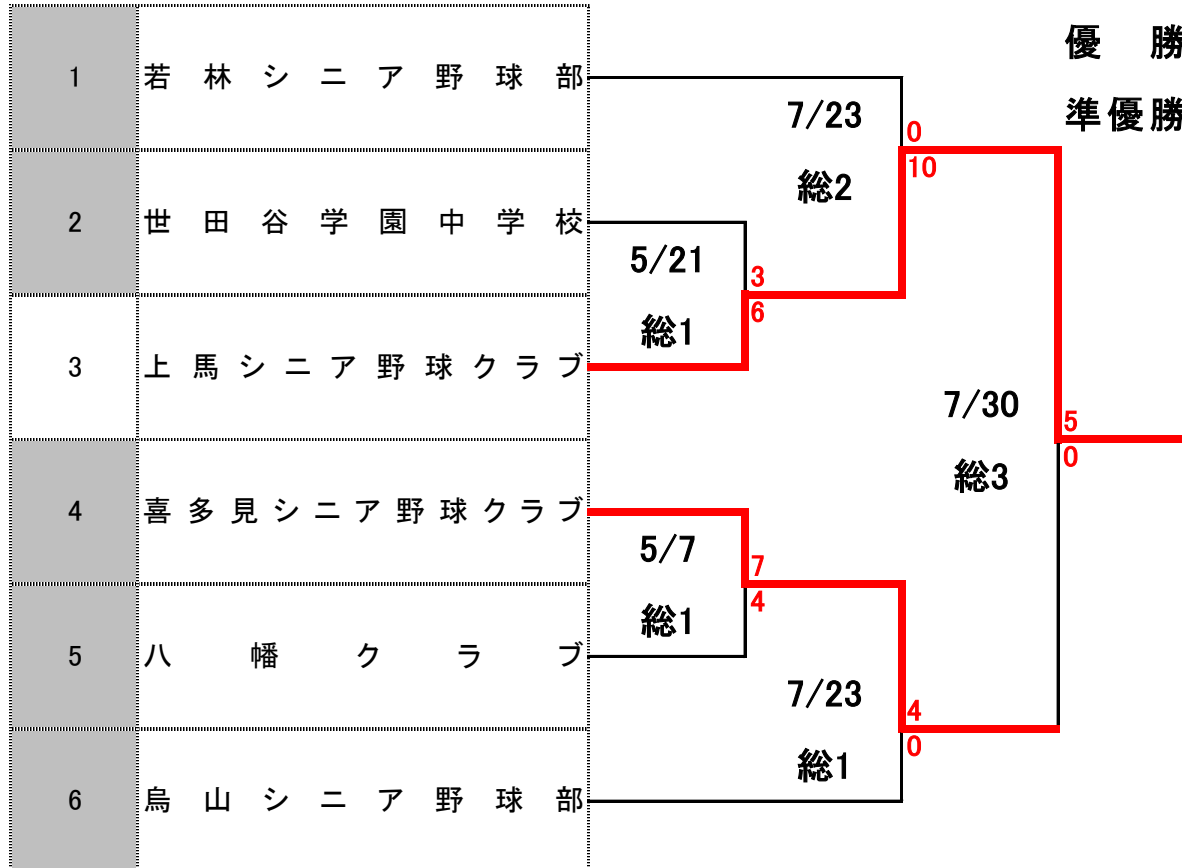 優 勝
1 若林シニア野球部
7/23
準優勝
0
10
総2
2 世田谷学園中学校
5/21
3
6
総1
3 上馬シニア野球クラブ
7/30
5
0
総3
4 喜多見シニア野球クラブ
5/7
7
4
総1
5 八幡クラブ
7/23
4
0
総1
6 烏山シニア野球部